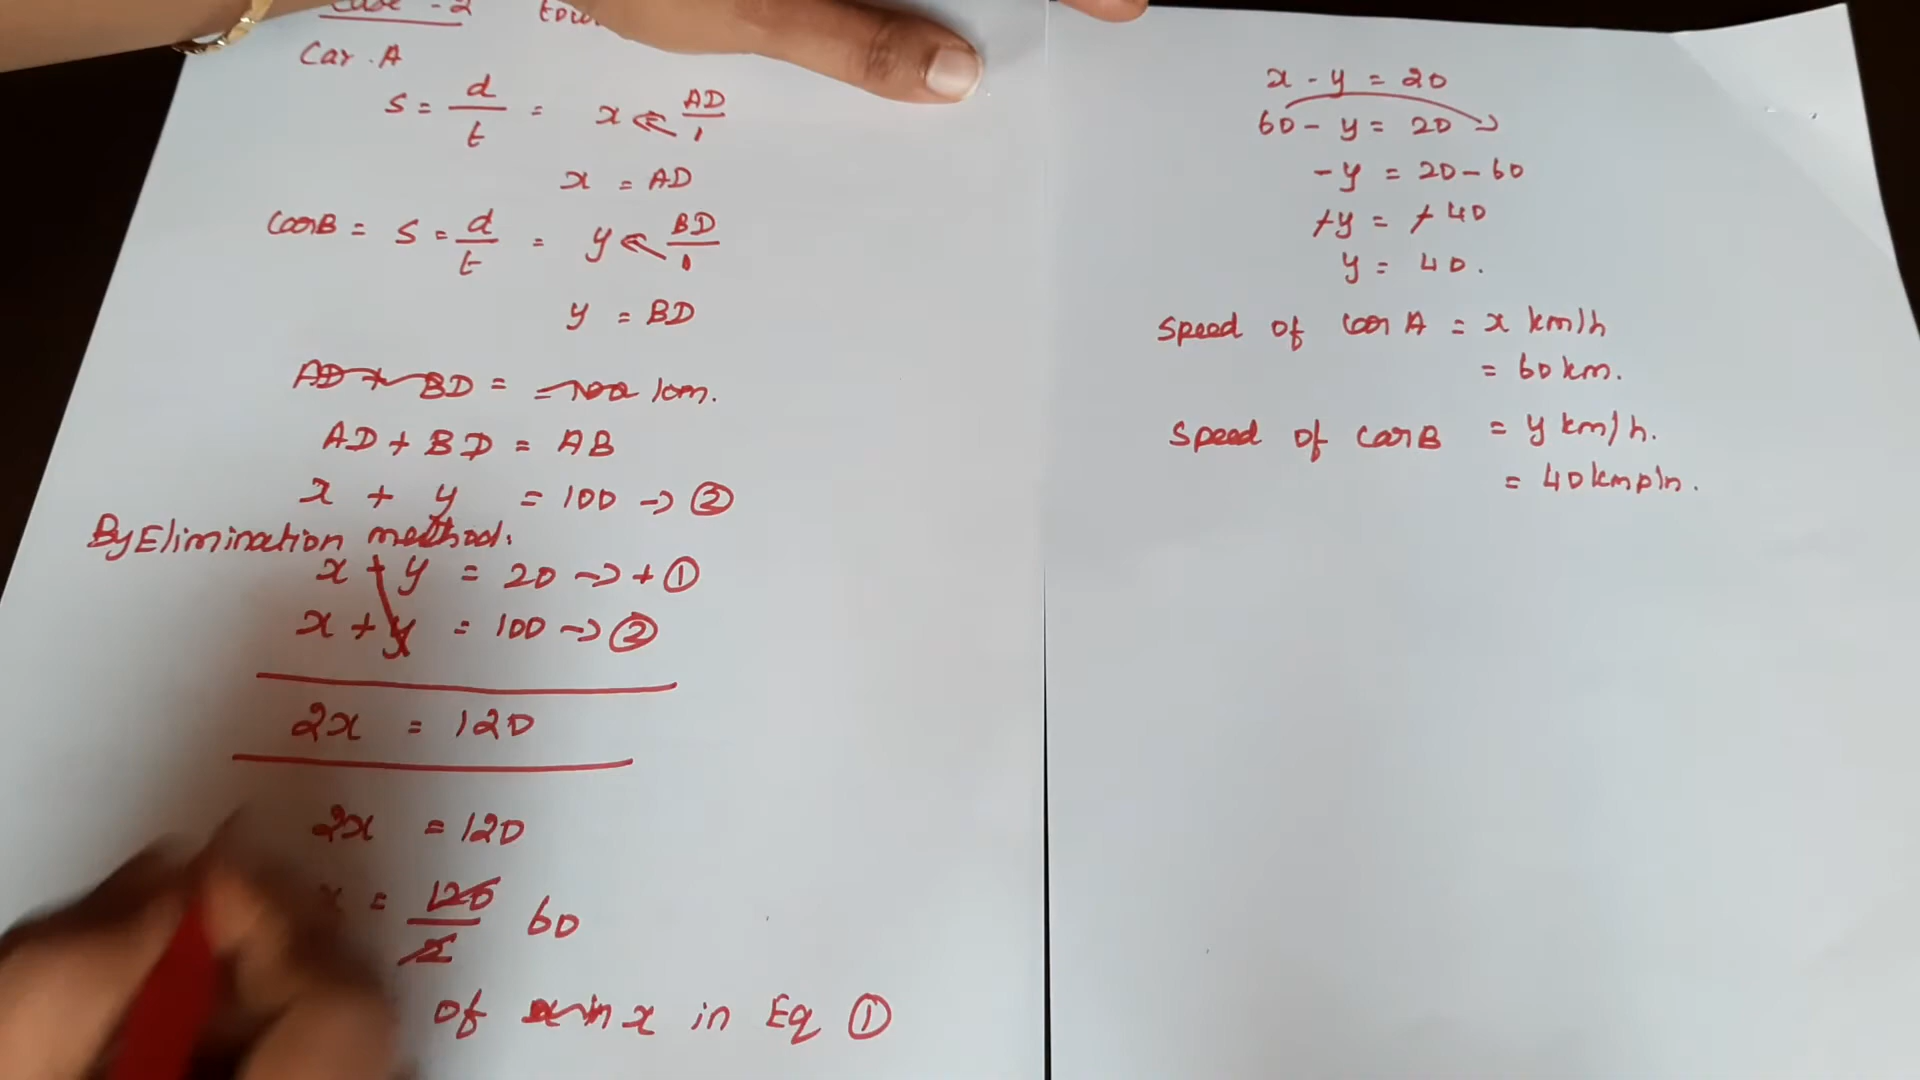 Case - 2
Car. A
s = d/t = x AD/1
x = AD
Car B = s = d/t = y BD/1
y = BD
AD + BD = = 100 km.
AD + BD = AB
x + y = 100 → ②
By Elimination method.
x + y = 20 → + ①
x + y = 100 → ②
2x = 120
2x = 120
x = 120/2 60
of x in Eq ①
x - y = 20
60 - y = 20
-y = 20 - 60
+y = + 40
y = 40.
Speed of car A = x km/h
= 60 km.
Speed of car B = y km/h.
= 40 kmph.